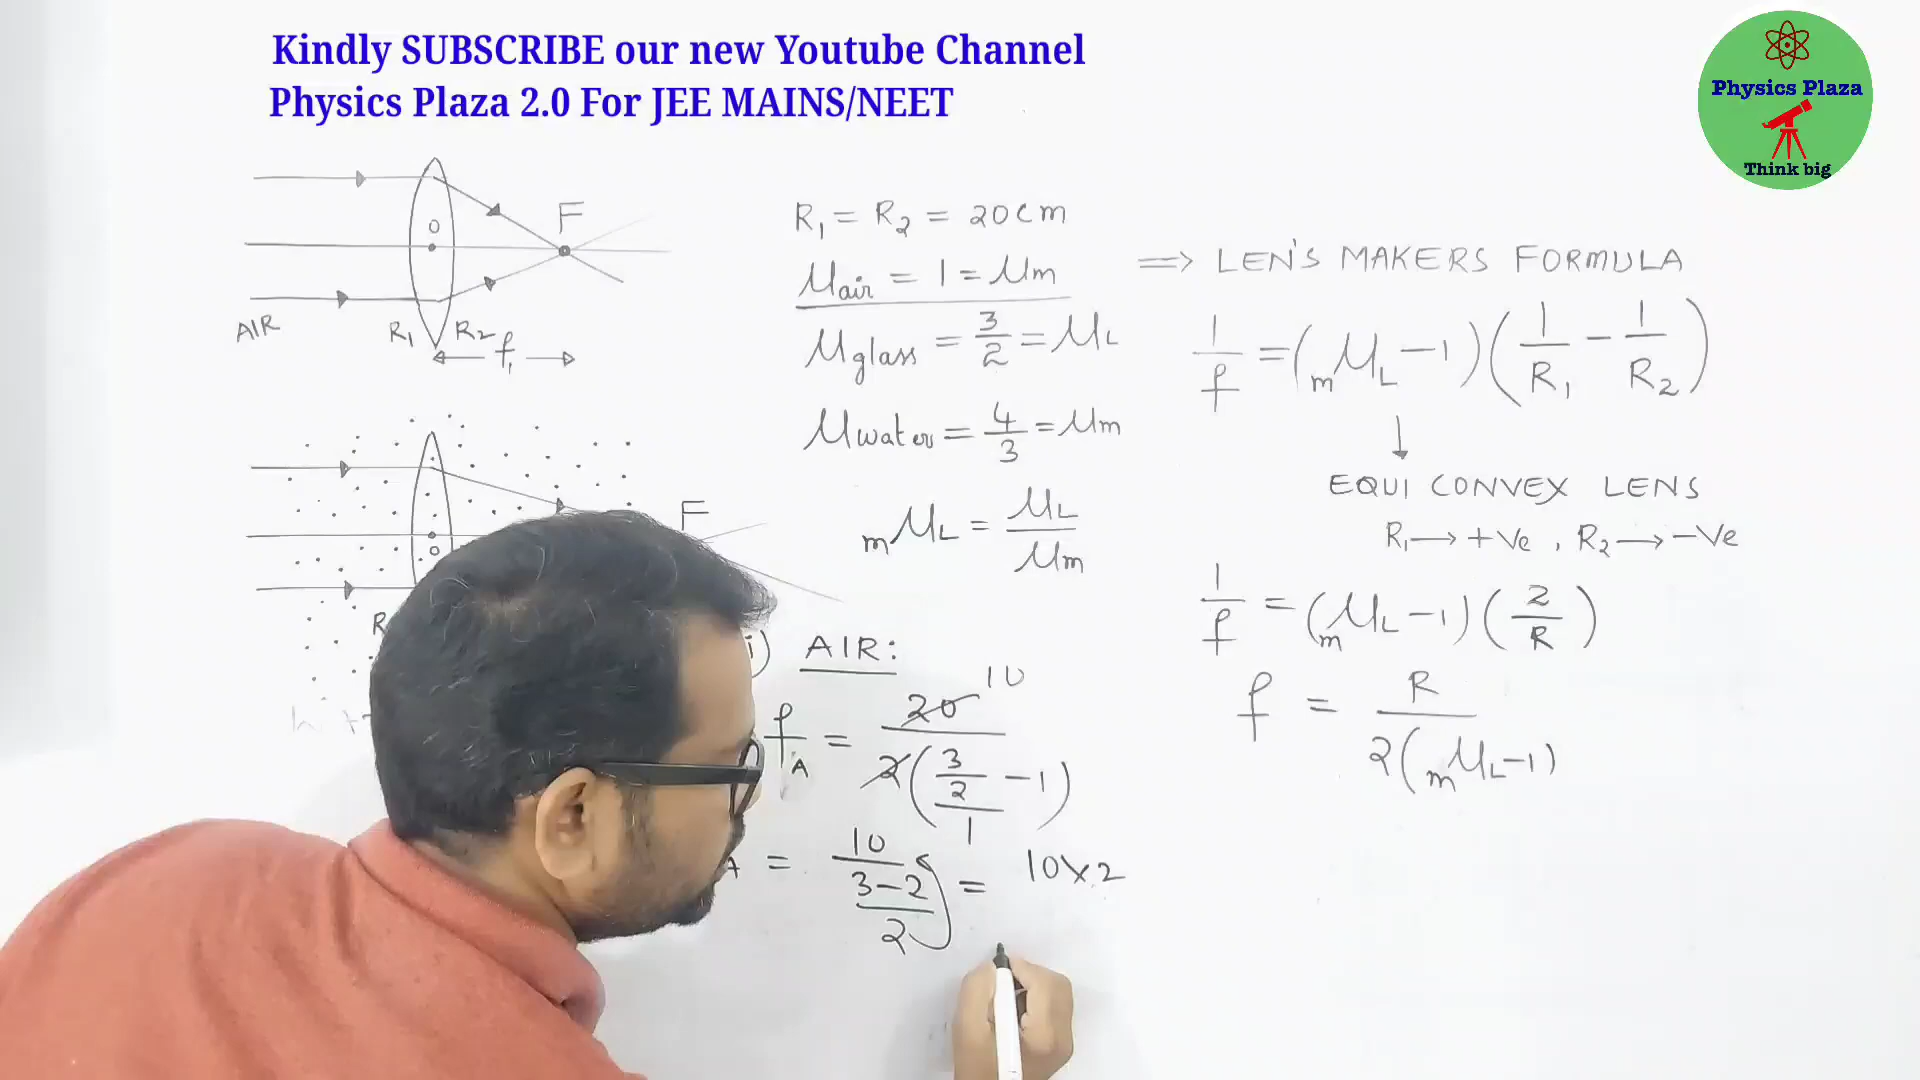 Kindly SUBSCRIBE our new Youtube Channel
Physics Plaza 2.0 For JEE MAINS/NEET
Physics Plaza
Think big
O
F
AIR
R₁ R₂
f₁
F
O
R
R₁ = R₂ = 20cm
μair = 1 = μm
μglass = 3/2 = μL
μwater = 4/3 = μm
mμL = μL/μm
⇒ LEN'S MAKERS FORMULA
1/f = (mμL − 1)(1/R₁ − 1/R₂)
↓
EQUI CONVEX LENS
R₁ → +Ve , R₂ → −Ve
1/f = (mμL − 1)(2/R)
f = R/2(mμL − 1)
i) AIR:
fA = 20/2((3/2)/1 − 1) 10
A = 10/((3−2)/2) = 10×2